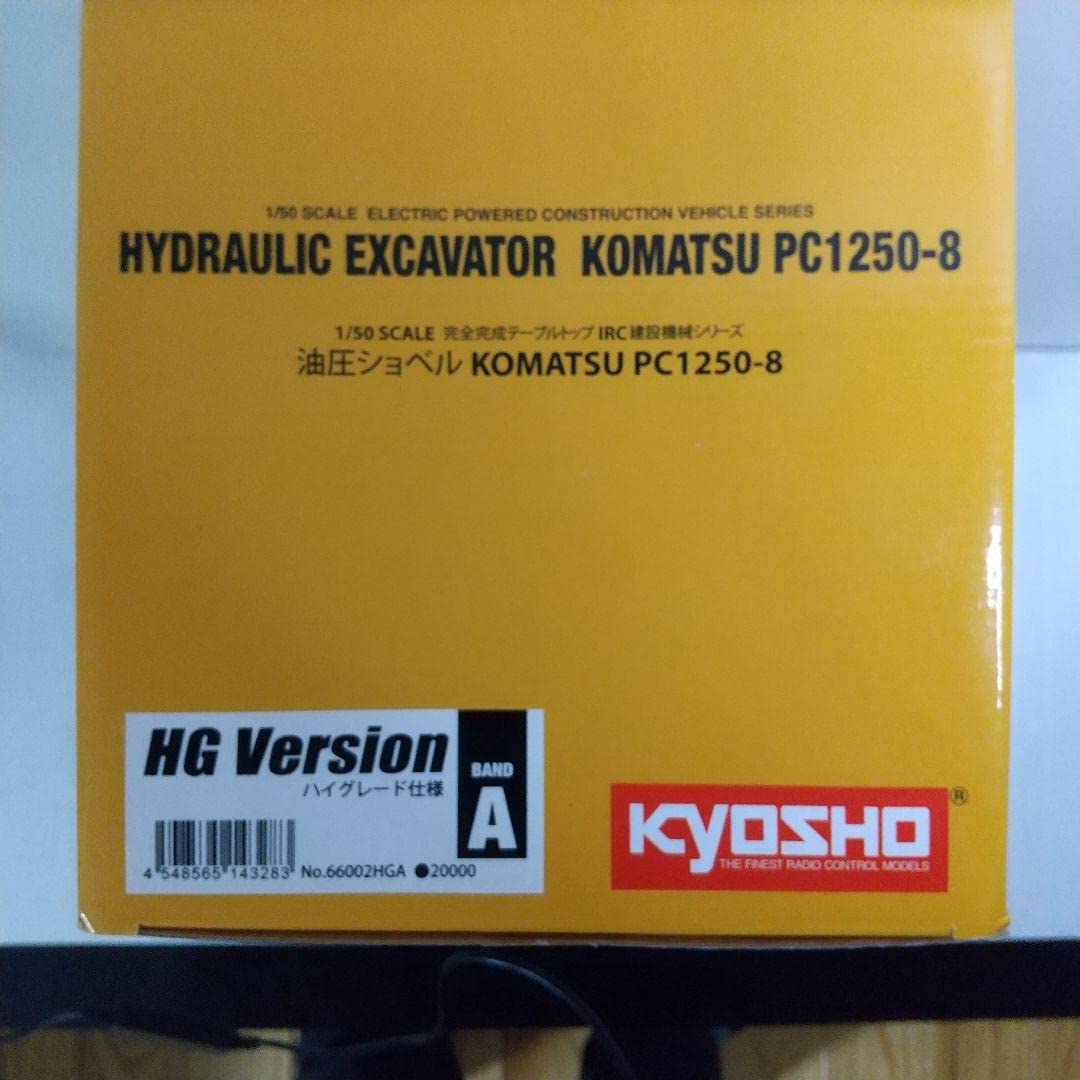 1/50 SCALE ELECTRIC POWERED CONSTRUCTION VEHICLE SERIES
HYDRAULIC EXCAVATOR KOMATSU PC1250-8
1/50 SCALE 完全完成テーブルトップ IRC建設機械シリーズ
油圧ショベル KOMATSU PC1250-8
HG Version
ハイグレード仕様
BAND
A
4 548565 143283 No.66002HGA ●20000
KYOSHO ®
THE FINEST RADIO CONTROL MODELS